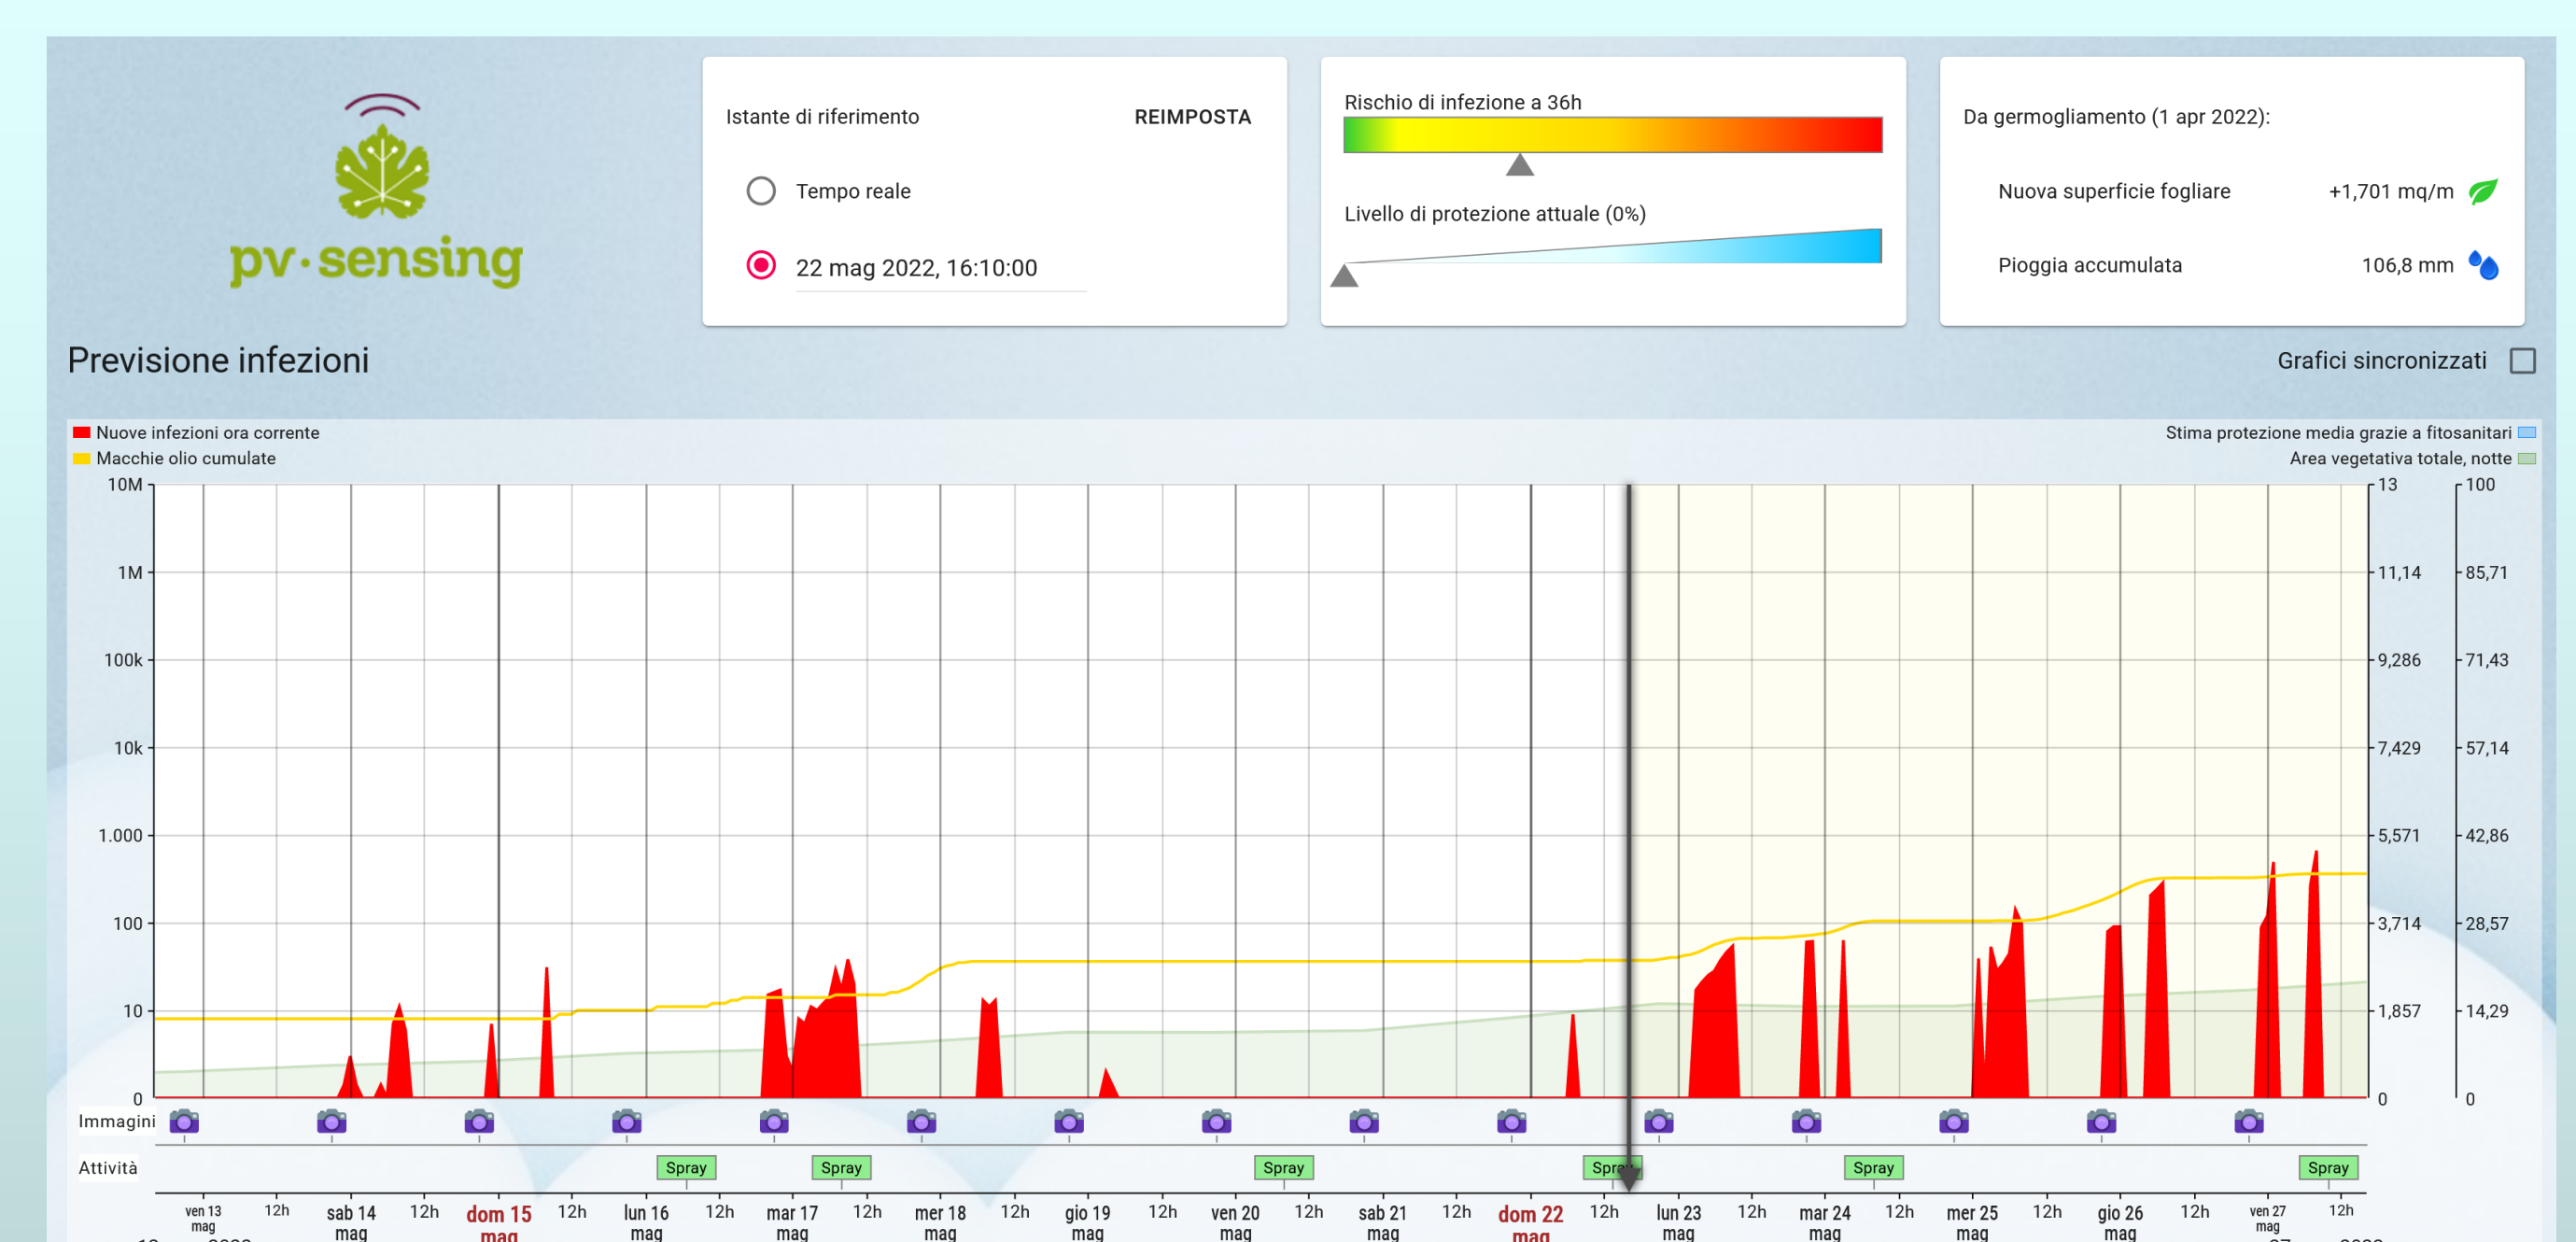 pv·sensing
Istante di riferimento
REIMPOSTA
Tempo reale
22 mag 2022, 16:10:00
Rischio di infezione a 36h
Livello di protezione attuale (0%)
Da germogliamento (1 apr 2022):
Nuova superficie fogliare +1,701 mq/m
Pioggia accumulata 106,8 mm
Previsione infezioni
Grafici sincronizzati
Nuove infezioni ora corrente
Macchie olio cumulate
Stima protezione media grazie a fitosanitari
Area vegetativa totale, notte
10M 13 100
1M 11,14 85,71
100k 9,286 71,43
10k 7,429 57,14
1.000 5,571 42,86
100 3,714 28,57
10 1,857 14,29
0 0 0
Immagini
Attività
Spray Spray Spray Spray Spray Spray
ven 13 12h sab 14 12h dom 15 12h lun 16 12h mar 17 12h mer 18 12h gio 19 12h ven 20 12h sab 21 12h dom 22 12h lun 23 12h mar 24 12h mer 25 12h gio 26 12h ven 27 12h
mag mag mag mag mag mag mag mag mag mag mag mag mag mag mag